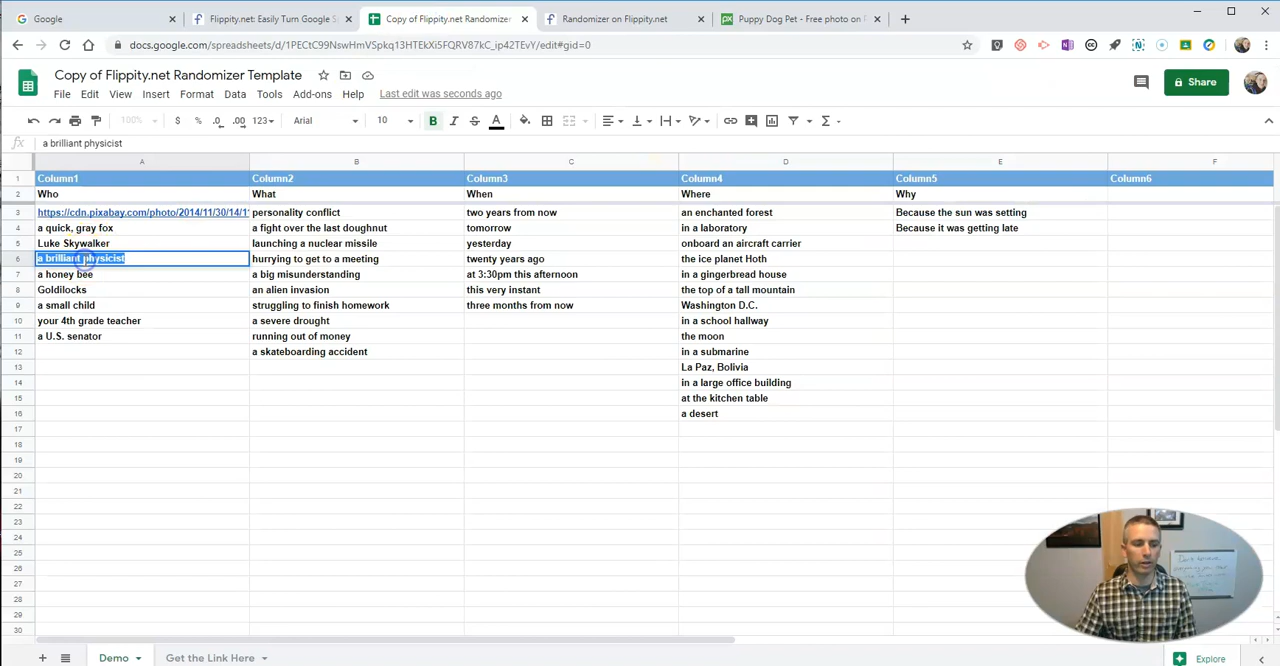 Google
Flippity.net: Easily Turn Google S
Copy of Flippity.net Randomizer
Randomizer on Flippity.net
Puppy Dog Pet - Free photo on
docs.google.com/spreadsheets/d/1PECtC99NswHmVSpkq13HTEkXi5FQRV87kC_ip42TEvY/edit#gid=0
Copy of Flippity.net Randomizer Template
File Edit View Insert Format Data Tools Add-ons Help Last edit was seconds ago
Share
100% $ % .0 .00 123 Arial 10 B I S A
fx a brilliant physicist
A B C D E F
1 Column1 Column2 Column3 Column4 Column5 Column6
2 Who What When Where Why
3 https://cdn.pixabay.com/photo/2014/11/30/14/1 personality conflict two years from now an enchanted forest Because the sun was setting
4 a quick, gray fox a fight over the last doughnut tomorrow in a laboratory Because it was getting late
5 Luke Skywalker launching a nuclear missile yesterday onboard an aircraft carrier
6 a brilliant physicist hurrying to get to a meeting twenty years ago the ice planet Hoth
7 a honey bee a big misunderstanding at 3:30pm this afternoon in a gingerbread house
8 Goldilocks an alien invasion this very instant the top of a tall mountain
9 a small child struggling to finish homework three months from now Washington D.C.
10 your 4th grade teacher a severe drought in a school hallway
11 a U.S. senator running out of money the moon
12 a skateboarding accident in a submarine
13 La Paz, Bolivia
14 in a large office building
15 at the kitchen table
16 a desert
17
18
19
20
21
22
23
24
25
26
27
28
29
30
Demo Get the Link Here Explore